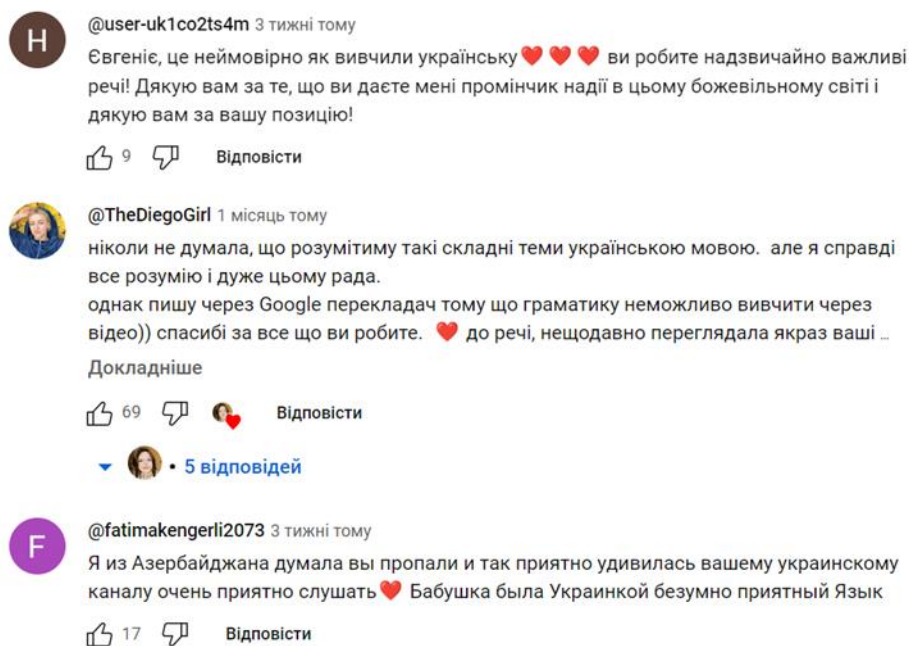 Н
@user-uk1co2ts4m 3 тижні тому
Євгеніє, це неймовірно як вивчили українську❤️ ❤️ ❤️ ви робите надзвичайно важливі
речі! Дякую вам за те, що ви даєте мені промінчик надії в цьому божевільному світі і
дякую вам за вашу позицію!
9 Відповісти
@TheDiegoGirl 1 місяць тому
ніколи не думала, що розумітиму такі складні теми українською мовою. але я справді
все розумію і дуже цьому рада.
однак пишу через Google перекладач тому що граматику неможливо вивчити через
відео)) спасибі за все що ви робите. ❤️ до речі, нещодавно переглядала якраз ваші ...
Докладніше
69 Відповісти
• 5 відповідей
F
@fatimakengerli2073 3 тижні тому
Я из Азербайджана думала вы пропали и так приятно удивилась вашему украинскому
каналу очень приятно слушать❤️ Бабушка была Украинкой безумно приятный Язык
17 Відповісти